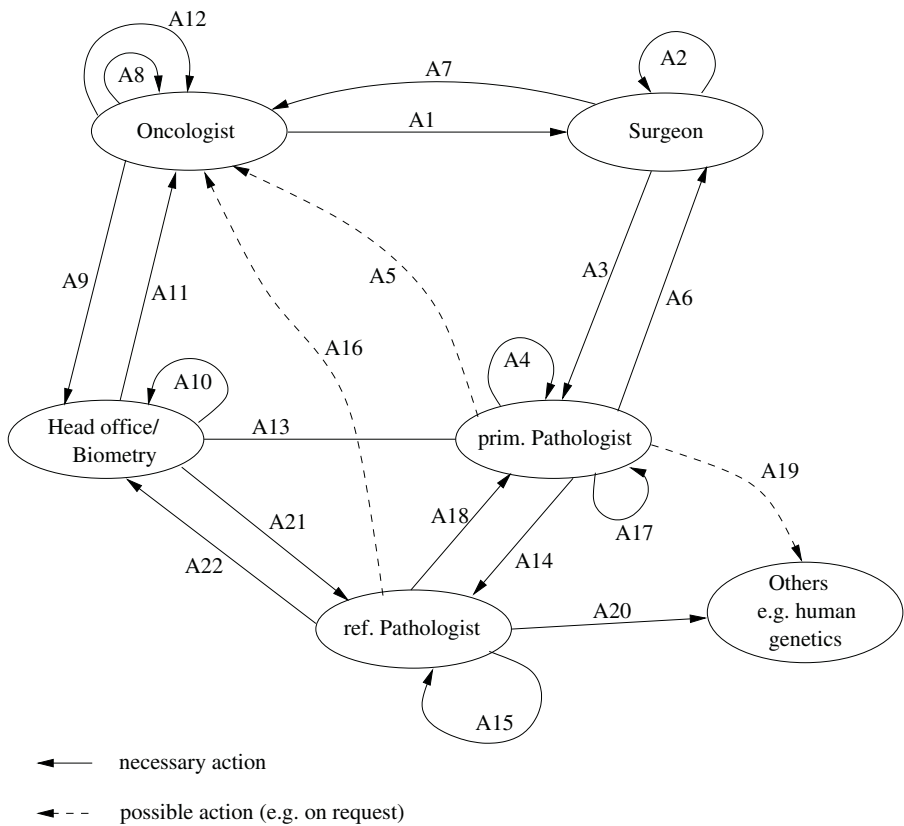 A12
A8
A7
A2
Oncologist
A1
Surgeon
A9
A11
A5
A3
A6
A16
A10
A4
Head office/
Biometry
A13
prim. Pathologist
A19
A21
A18
A17
A22
A14
Others
e.g. human
genetics
ref. Pathologist
A20
A15
necessary action
possible action (e.g. on request)